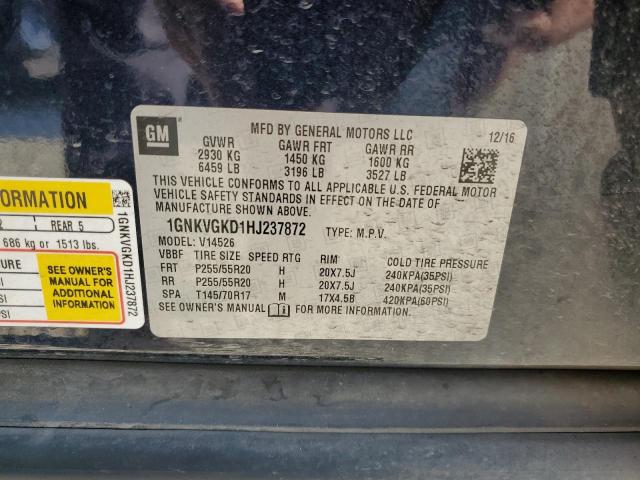 GM
MFD BY GENERAL MOTORS LLC
12/16
GVWR GAWR FRT GAWR RR
2930 KG 1450 KG 1600 KG
6459 LB 3196 LB 3527 LB
THIS VEHICLE CONFORMS TO ALL APPLICABLE U.S. FEDERAL MOTOR
VEHICLE SAFETY STANDARDS IN EFFECT ON THE DATE OF
MANUFACTURE SHOWN ABOVE.
1GNKVGKD1HJ237872 TYPE: M.P.V.
MODEL: V14526
VBBF TIRE SIZE SPEED RTG RIM COLD TIRE PRESSURE
FRT P255/55R20 H 20X7.5J 240KPA(35PSI)
RR P255/55R20 H 20X7.5J 240KPA(35PSI)
SPA T145/70R17 M 17X4.5B 420KPA(60PSI)
SEE OWNER'S MANUAL FOR MORE INFORMATION.
FORMATION
2 REAR 5
686 kg or 1513 lbs.
SURE
SEE OWNER'S
MANUAL FOR
ADDITIONAL
INFORMATION
1GNKVGKD1HJ237872